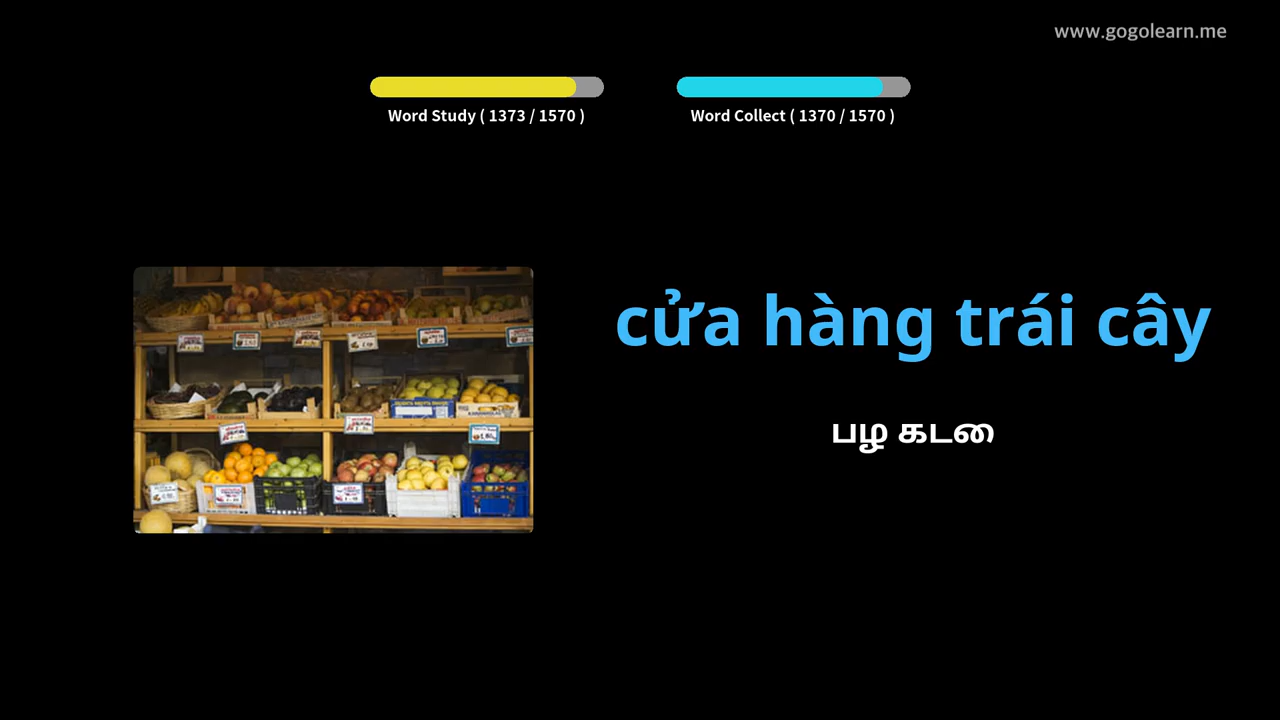 www.gogolearn.me
Word Study ( 1373 / 1570 )
Word Collect ( 1370 / 1570 )
cửa hàng trái cây
பழ கடை